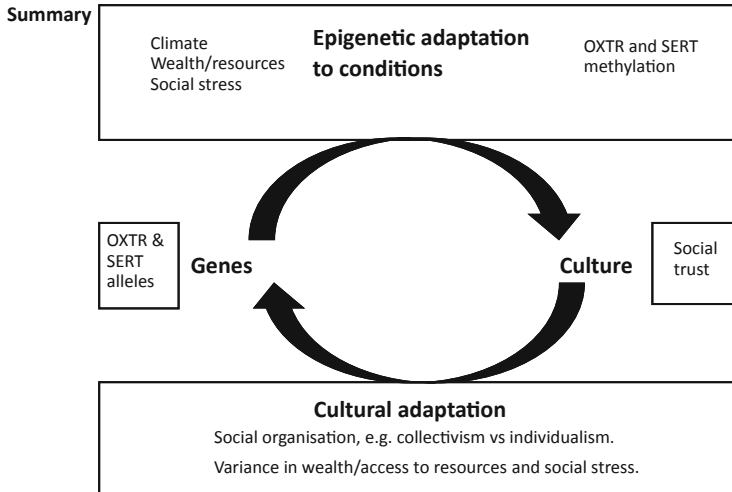 Summary
Climate
Wealth/resources
Social stress
Epigenetic adaptation
to conditions
OXTR and SERT
methylation
OXTR &
SERT
alleles
Genes
Culture
Social
trust
Cultural adaptation
Social organisation, e.g. collectivism vs individualism.
Variance in wealth/access to resources and social stress.